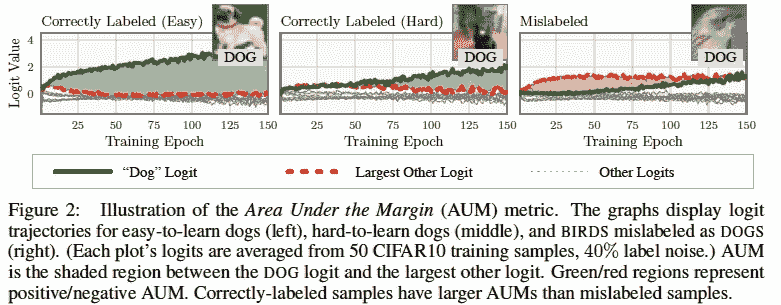 Correctly Labeled (Easy)
Correctly Labeled (Hard)
Mislabeled
4
2
0
Logit Value
DOG
DOG
DOG
25 50 75 100 125 150
25 50 75 100 125 150
25 50 75 100 125 150
Training Epoch
Training Epoch
Training Epoch
“Dog” Logit
Largest Other Logit
Other Logits
Figure 2: Illustration of the Area Under the Margin (AUM) metric. The graphs display logit
trajectories for easy-to-learn dogs (left), hard-to-learn dogs (middle), and BIRDS mislabeled as DOGS
(right). (Each plot's logits are averaged from 50 CIFAR10 training samples, 40% label noise.) AUM
is the shaded region between the DOG logit and the largest other logit. Green/red regions represent
positive/negative AUM. Correctly-labeled samples have larger AUMs than mislabeled samples.